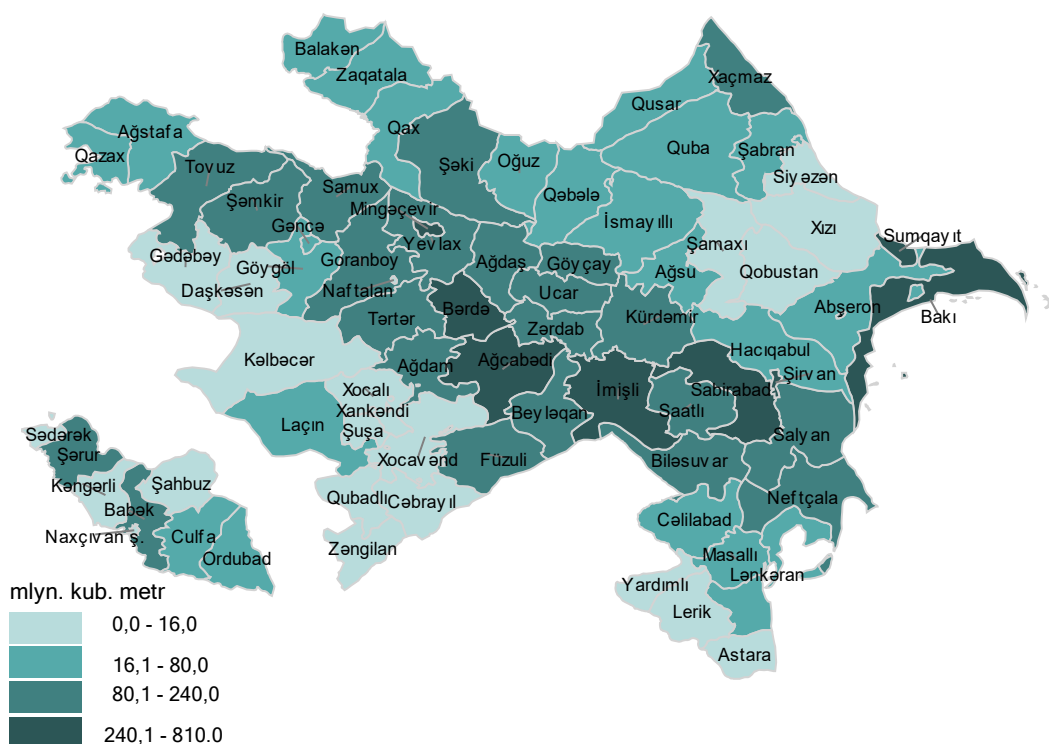 Balakən
Zaqatala
Xaçmaz
Qusar
Ağstafa
Qax
Qazax
Quba
Şabran
Oğuz
Tovuz
Şəki
Siyəzən
Samux
Qəbələ
Şəmkir
Mingəçevir
İsmayıllı
Xızı
Gəncə
Sumqayıt
Yevlax
Şamaxı
Gədəbəy
Goranboy
Göygöl
Ağdaş
Göyçay
Ağsu
Qobustan
Daşkəsən
Naftalan
Ucar
Abşeron
Bərdə
Bakı
Tərtər
Zərdab
Kürdəmir
Hacıqabul
Kəlbəcər
Ağdam
Ağcabədi
Şirvan
Xocalı
İmişli
Sabirabad
Xankəndi
Beyləqan
Saatlı
Laçın
Şuşa
Salyan
Sədərək
Şərur
Xocavənd
Füzuli
Biləsuvar
Kəngərli
Şahbuz
Qubadlı
Cəbrayıl
Neftçala
Babək
Cəlilabad
Naxçıvan ş.
Culfa
Zəngilan
Ordubad
Masallı
Lənkəran
Yardımlı
Lerik
Astara
mlyn. kub. metr
0,0 - 16,0
16,1 - 80,0
80,1 - 240,0
240,1 - 810.0